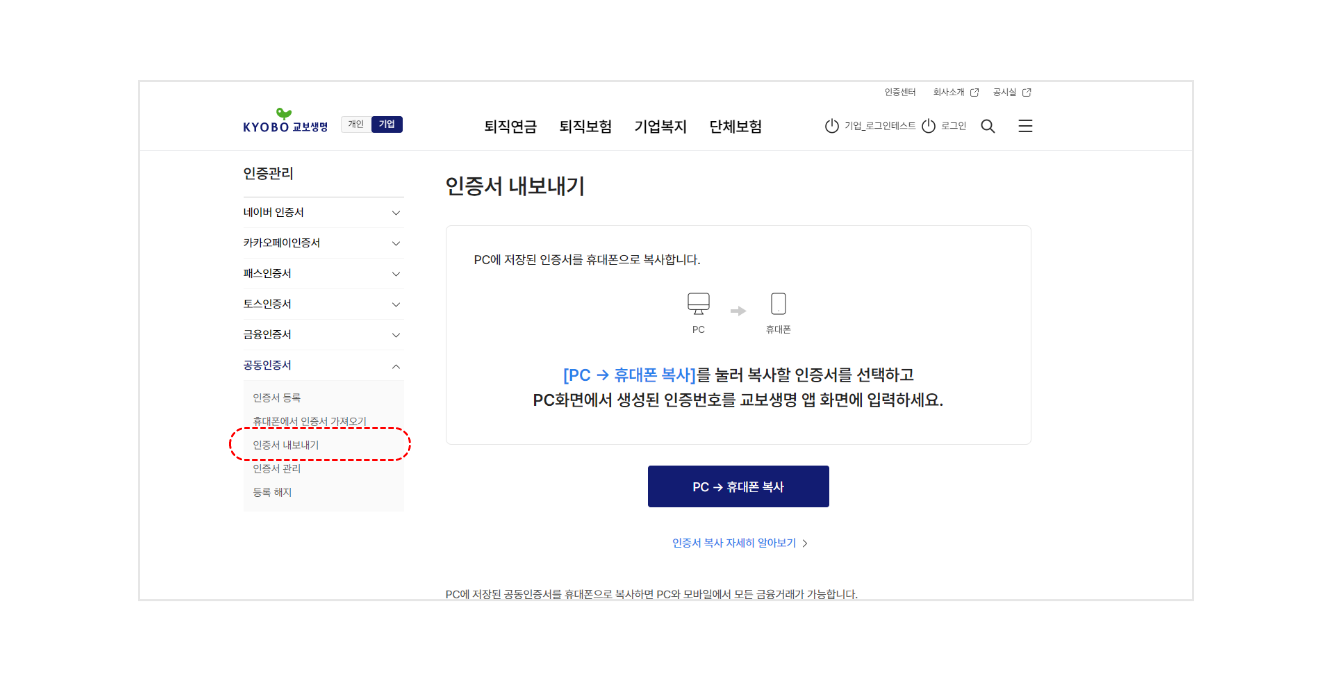 인증센터 회사소개 공시실
KYOBO 교보생명 개인 기업 퇴직연금 퇴직보험 기업복지 단체보험 기업_로그인테스트 로그인
인증관리
네이버 인증서
카카오페이인증서
패스인증서
토스인증서
금융인증서
공동인증서
인증서 등록
휴대폰에서 인증서 가져오기
인증서 내보내기
인증서 관리
등록 해지
인증서 내보내기
PC에 저장된 인증서를 휴대폰으로 복사합니다.
PC 휴대폰
[PC → 휴대폰 복사]를 눌러 복사할 인증서를 선택하고
PC화면에서 생성된 인증번호를 교보생명 앱 화면에 입력하세요.
PC → 휴대폰 복사
인증서 복사 자세히 알아보기
PC에 저장된 공동인증서를 휴대폰으로 복사하면 PC와 모바일에서 모든 금융거래가 가능합니다.